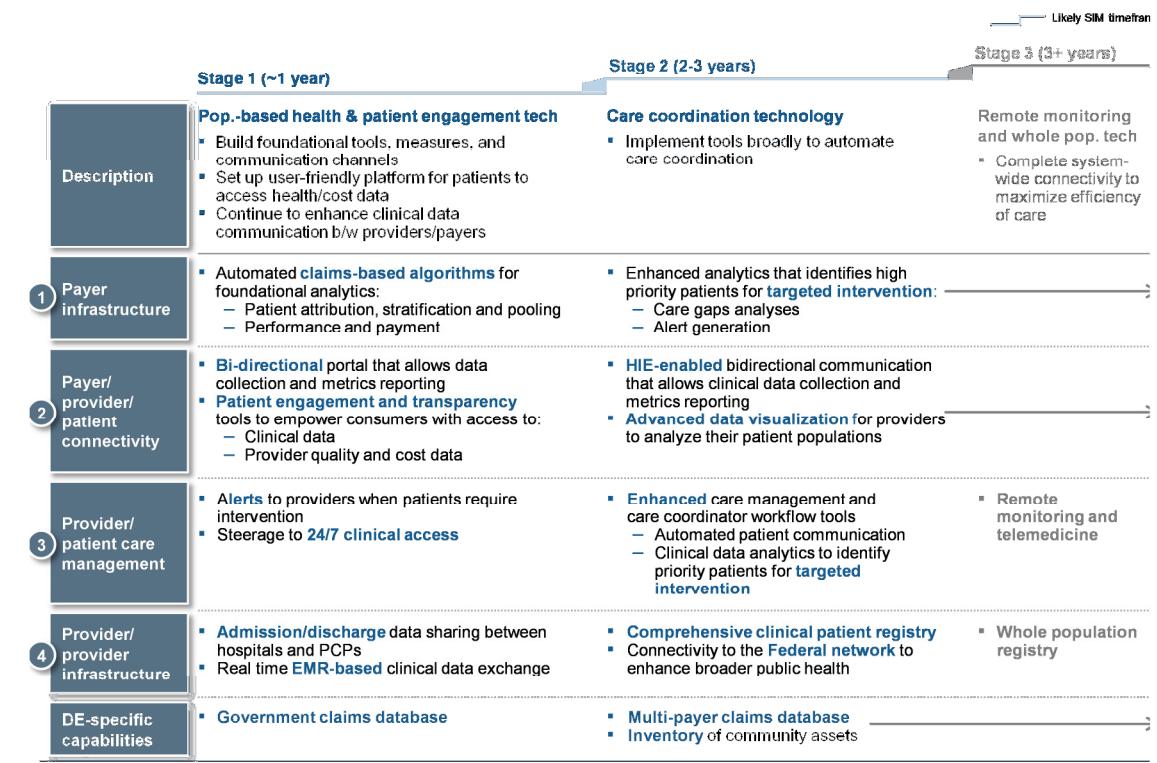 Likely SIM timefran
Stage 1 (~1 year)
Stage 2 (2-3 years)
Stage 3 (3+ years)
Description
Pop.-based health & patient engagement tech
▪ Build foundational tools, measures, and
communication channels
▪ Set up user-friendly platform for patients to
access health/cost data
▪ Continue to enhance clinical data
communication b/w providers/payers
Care coordination technology
▪ Implement tools broadly to automate
care coordination
Remote monitoring
and whole pop. tech
▪ Complete system-
wide connectivity to
maximize efficiency
of care
1
Payer
infrastructure
▪ Automated claims-based algorithms for
foundational analytics:
– Patient attribution, stratification and pooling
– Performance and payment
▪ Enhanced analytics that identifies high
priority patients for targeted intervention:
– Care gaps analyses
– Alert generation
2
Payer/
provider/
patient
connectivity
▪ Bi-directional portal that allows data
collection and metrics reporting
▪ Patient engagement and transparency
tools to empower consumers with access to:
– Clinical data
– Provider quality and cost data
▪ HIE-enabled bidirectional communication
that allows clinical data collection and
metrics reporting
▪ Advanced data visualization for providers
to analyze their patient populations
3
Provider/
patient care
management
▪ Alerts to providers when patients require
intervention
▪ Steerage to 24/7 clinical access
▪ Enhanced care management and
care coordinator workflow tools
– Automated patient communication
– Clinical data analytics to identify
priority patients for targeted
intervention
▪ Remote
monitoring and
telemedicine
4
Provider/
provider
infrastructure
▪ Admission/discharge data sharing between
hospitals and PCPs
▪ Real time EMR-based clinical data exchange
▪ Comprehensive clinical patient registry
▪ Connectivity to the Federal network to
enhance broader public health
▪ Whole population
registry
DE-specific
capabilities
▪ Government claims database
▪ Multi-payer claims database
▪ Inventory of community assets